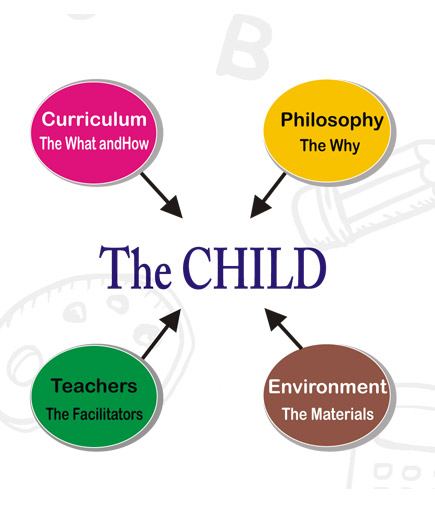 B
Curriculum
The What andHow
Philosophy
The Why
The CHILD
Teachers
The Facilitators
Environment
The Materials